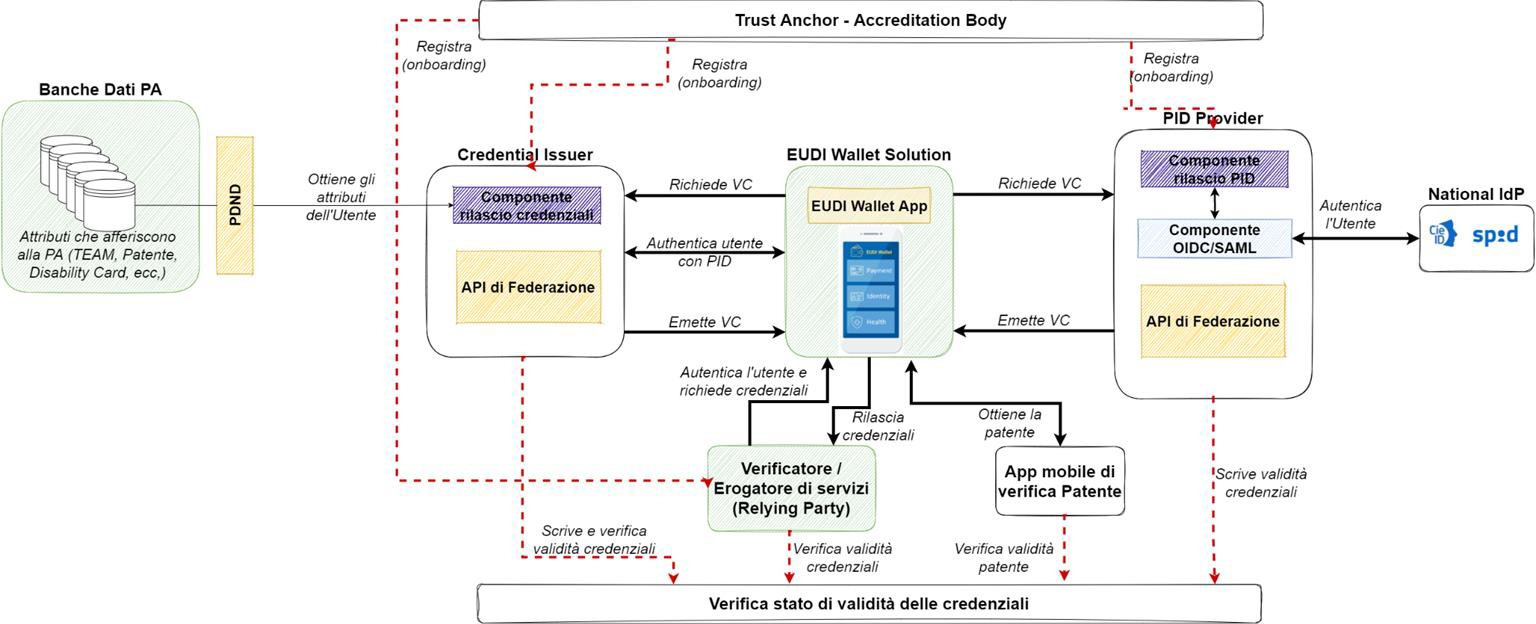 Trust Anchor - Accreditation Body
Registra
(onboarding)
Registra
(onboarding)
Registra
(onboarding)
Banche Dati PA
Attributi che afferiscono
alla PA (TEAM, Patente,
Disability Card, ecc,)
PDND
Ottiene gli
attributi
dell'Utente
Credential Issuer
Componente
rilascio credenziali
API di Federazione
Richiede VC
Authentica utente
con PID
Emette VC
EUDI Wallet Solution
EUDI Wallet App
EUDI Wallet
Payment
Identity
Health
Richiede VC
Emette VC
PID Provider
Componente
rilascio PID
Componente
OIDC/SAML
API di Federazione
Autentica
l'Utente
National IdP
Cie
ID
spid
Autentica l'utente e
richiede credenziali
Rilascia
credenziali
Ottiene la
patente
Verificatore /
Erogatore di servizi
(Relying Party)
App mobile di
verifica Patente
Scrive validità
credenziali
Scrive e verifica
validità credenziali
Verifica validità
credenziali
Verifica validità
patente
Verifica stato di validità delle credenziali